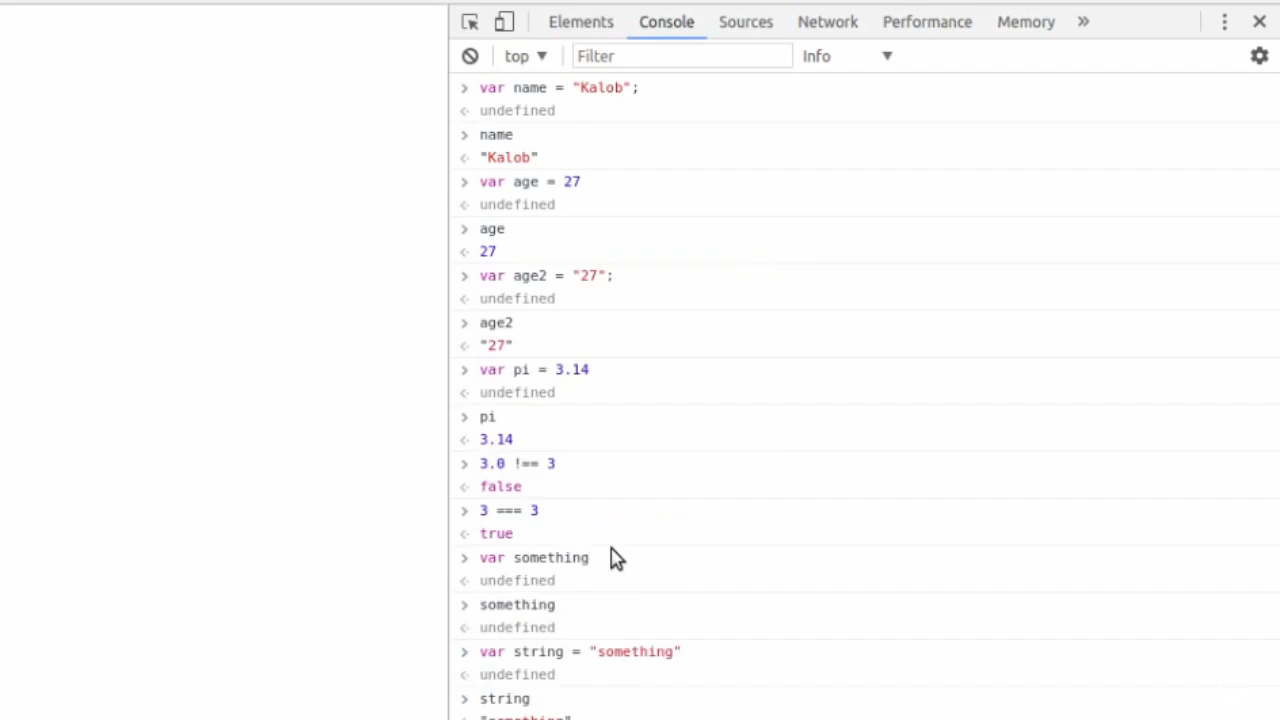 Elements Console Sources Network Performance Memory »
top ▼ Filter Info ▼
> var name = "Kalob";
<· undefined
> name
<· "Kalob"
> var age = 27
<· undefined
> age
<· 27
> var age2 = "27";
<· undefined
> age2
<· "27"
> var pi = 3.14
<· undefined
> pi
<· 3.14
> 3.0 !== 3
<· false
> 3 === 3
<· true
> var something
<· undefined
> something
<· undefined
> var string = "something"
<· undefined
> string
<· "something"